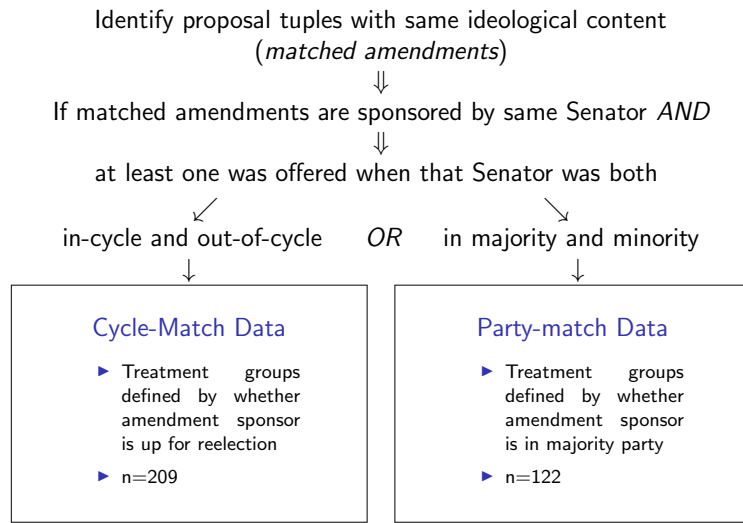 Identify proposal tuples with same ideological content
(matched amendments)
⇓
If matched amendments are sponsored by same Senator AND
⇓
at least one was offered when that Senator was both
↙ ↘
in-cycle and out-of-cycle OR in majority and minority
↓ ↓
Cycle-Match Data
▶ Treatment groups
defined by whether
amendment sponsor
is up for reelection
▶ n=209
Party-match Data
▶ Treatment groups
defined by whether
amendment sponsor
is in majority party
▶ n=122